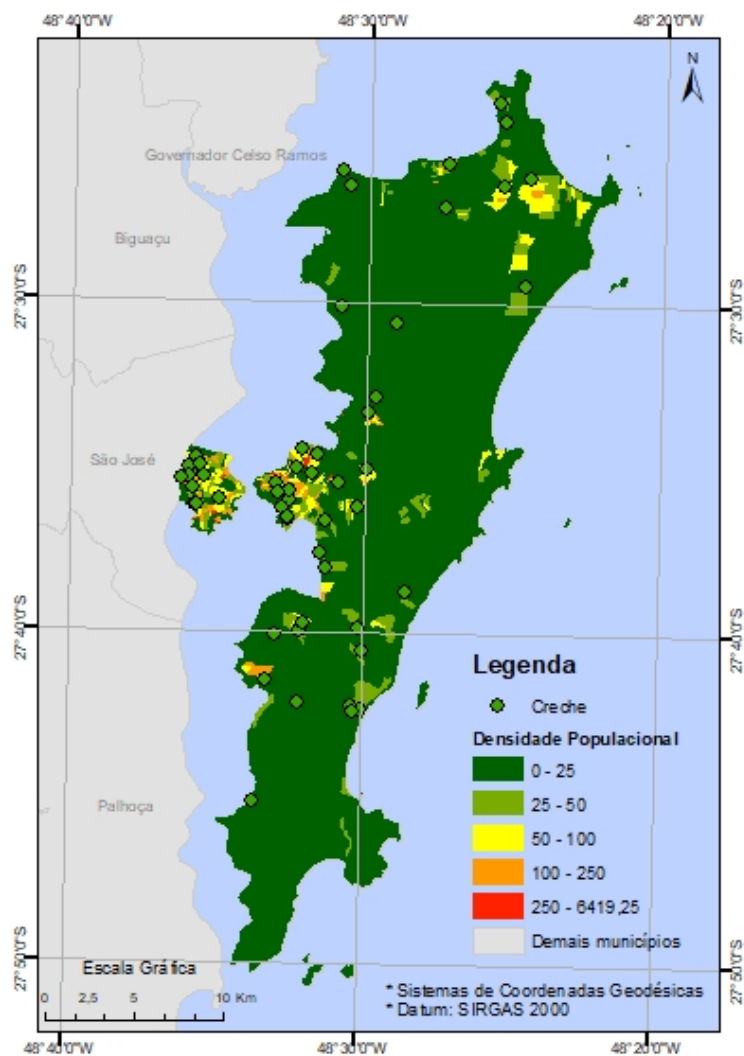 48°40'0"W 48°30'0"W 48°20'0"W
N
Governador Celso Ramos
Biguaçu
27°30'0"S 27°30'0"S
São José
27°40'0"S 27°40'0"S
Legenda
Creche
Densidade Populacional
0 - 25
25 - 50
50 - 100
100 - 250
250 - 6419,25
Demais municípios
Palhoça
27°50'0"S 27°50'0"S
Escala Gráfica
0 2,5 5 10 Km
* Sistemas de Coordenadas Geodésicas
* Datum: SIRGAS 2000
48°40'0"W 48°30'0"W 48°20'0"W